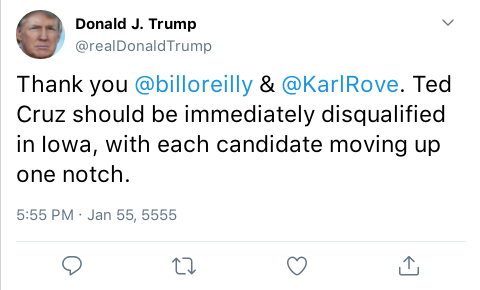 Donald J. Trump
@realDonaldTrump
Thank you @billoreilly & @KarlRove. Ted
Cruz should be immediately disqualified
in Iowa, with each candidate moving up
one notch.
5:55 PM · Jan 55, 5555